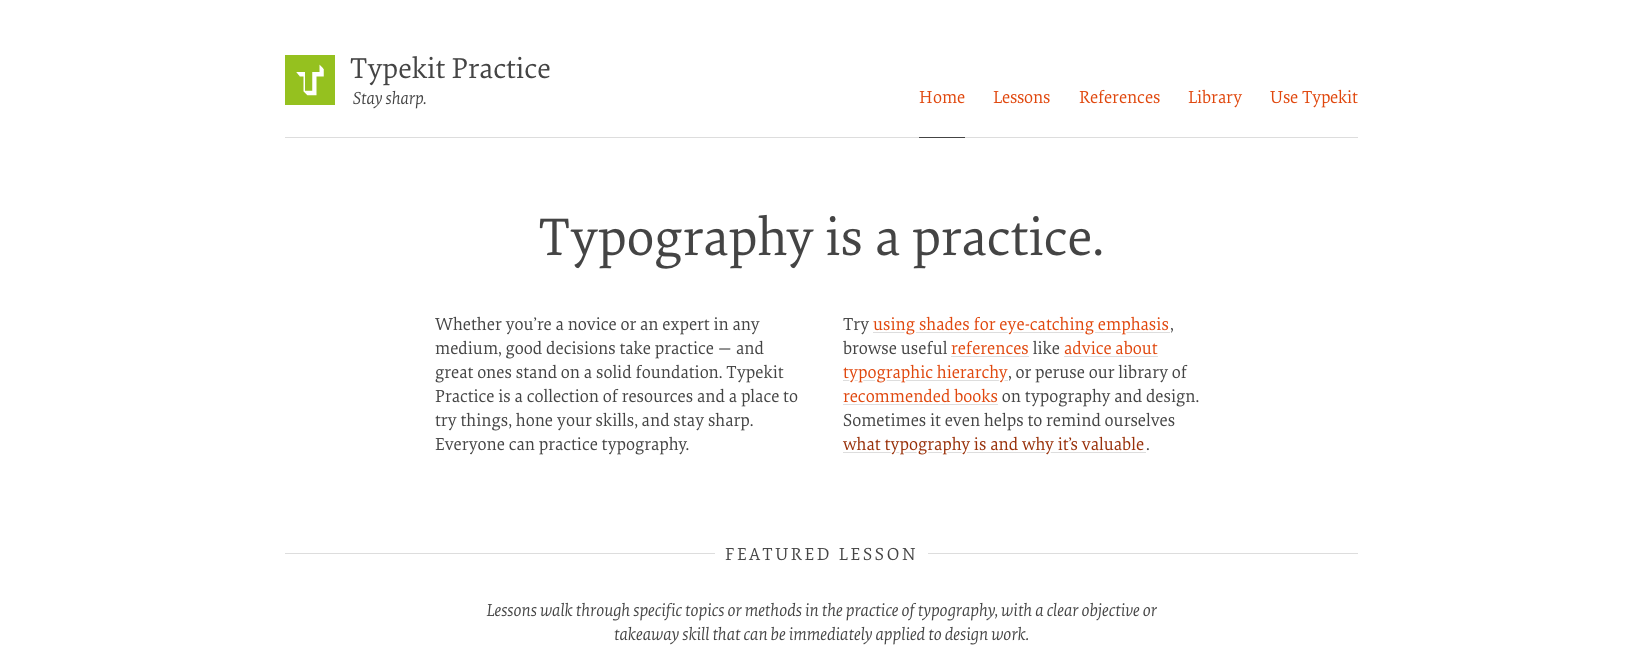 Typekit Practice
Stay sharp.
Home Lessons References Library Use Typekit
Typography is a practice.
Whether you’re a novice or an expert in any
medium, good decisions take practice — and
great ones stand on a solid foundation. Typekit
Practice is a collection of resources and a place to
try things, hone your skills, and stay sharp.
Everyone can practice typography.
Try using shades for eye-catching emphasis,
browse useful references like advice about
typographic hierarchy, or peruse our library of
recommended books on typography and design.
Sometimes it even helps to remind ourselves
what typography is and why it’s valuable.
FEATURED LESSON
Lessons walk through specific topics or methods in the practice of typography, with a clear objective or
takeaway skill that can be immediately applied to design work.